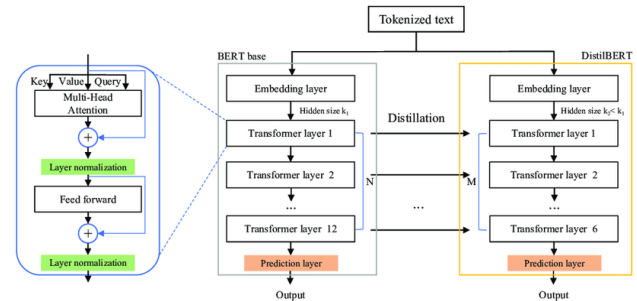 Tokenized text
BERT base
DistilBERT
Key Value Query
Multi-Head
Attention
+
Layer normalization
Feed forward
+
Layer normalization
Embedding layer
Hidden size k₁
Transformer layer 1
Transformer layer 2
...
Transformer layer 12
Prediction layer
Output
N
Distillation
...
M
Embedding layer
Hidden size k₂< k₁
Transformer layer 1
Transformer layer 2
...
Transformer layer 6
Prediction layer
Output